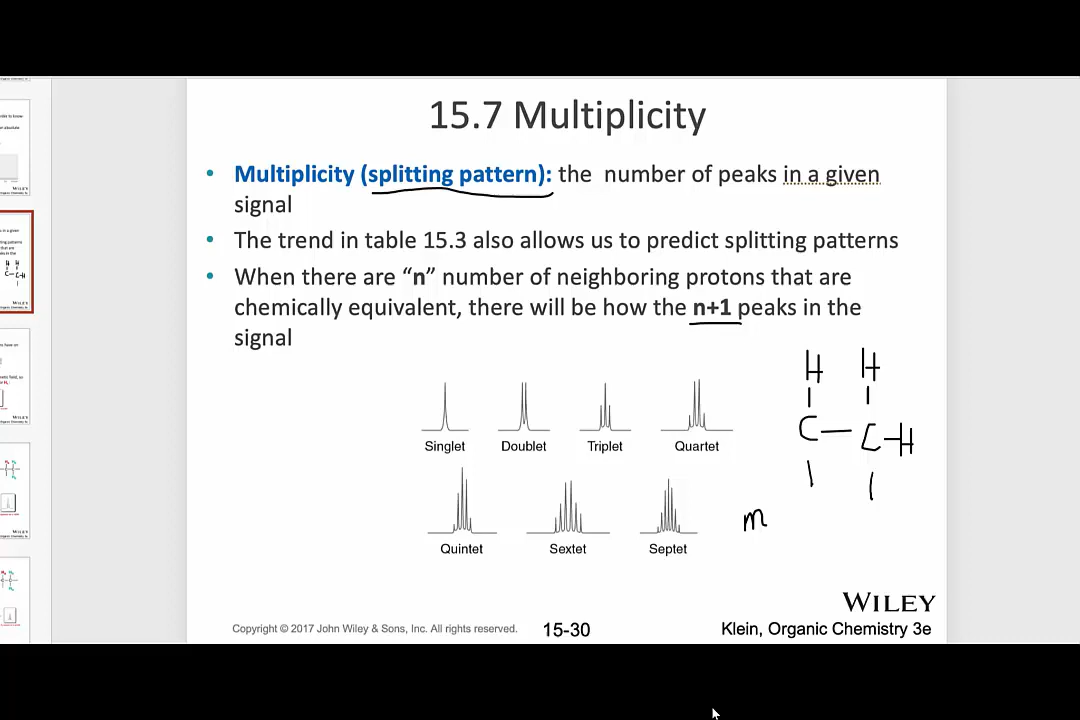 15.7 Multiplicity
• Multiplicity (splitting pattern): the number of peaks in a given
signal
• The trend in table 15.3 also allows us to predict splitting patterns
• When there are “n” number of neighboring protons that are
chemically equivalent, there will be how the n+1 peaks in the
signal
H H
C C-H
Singlet Doublet Triplet Quartet
m
Quintet Sextet Septet
WILEY
Copyright © 2017 John Wiley & Sons, Inc. All rights reserved. 15-30 Klein, Organic Chemistry 3e